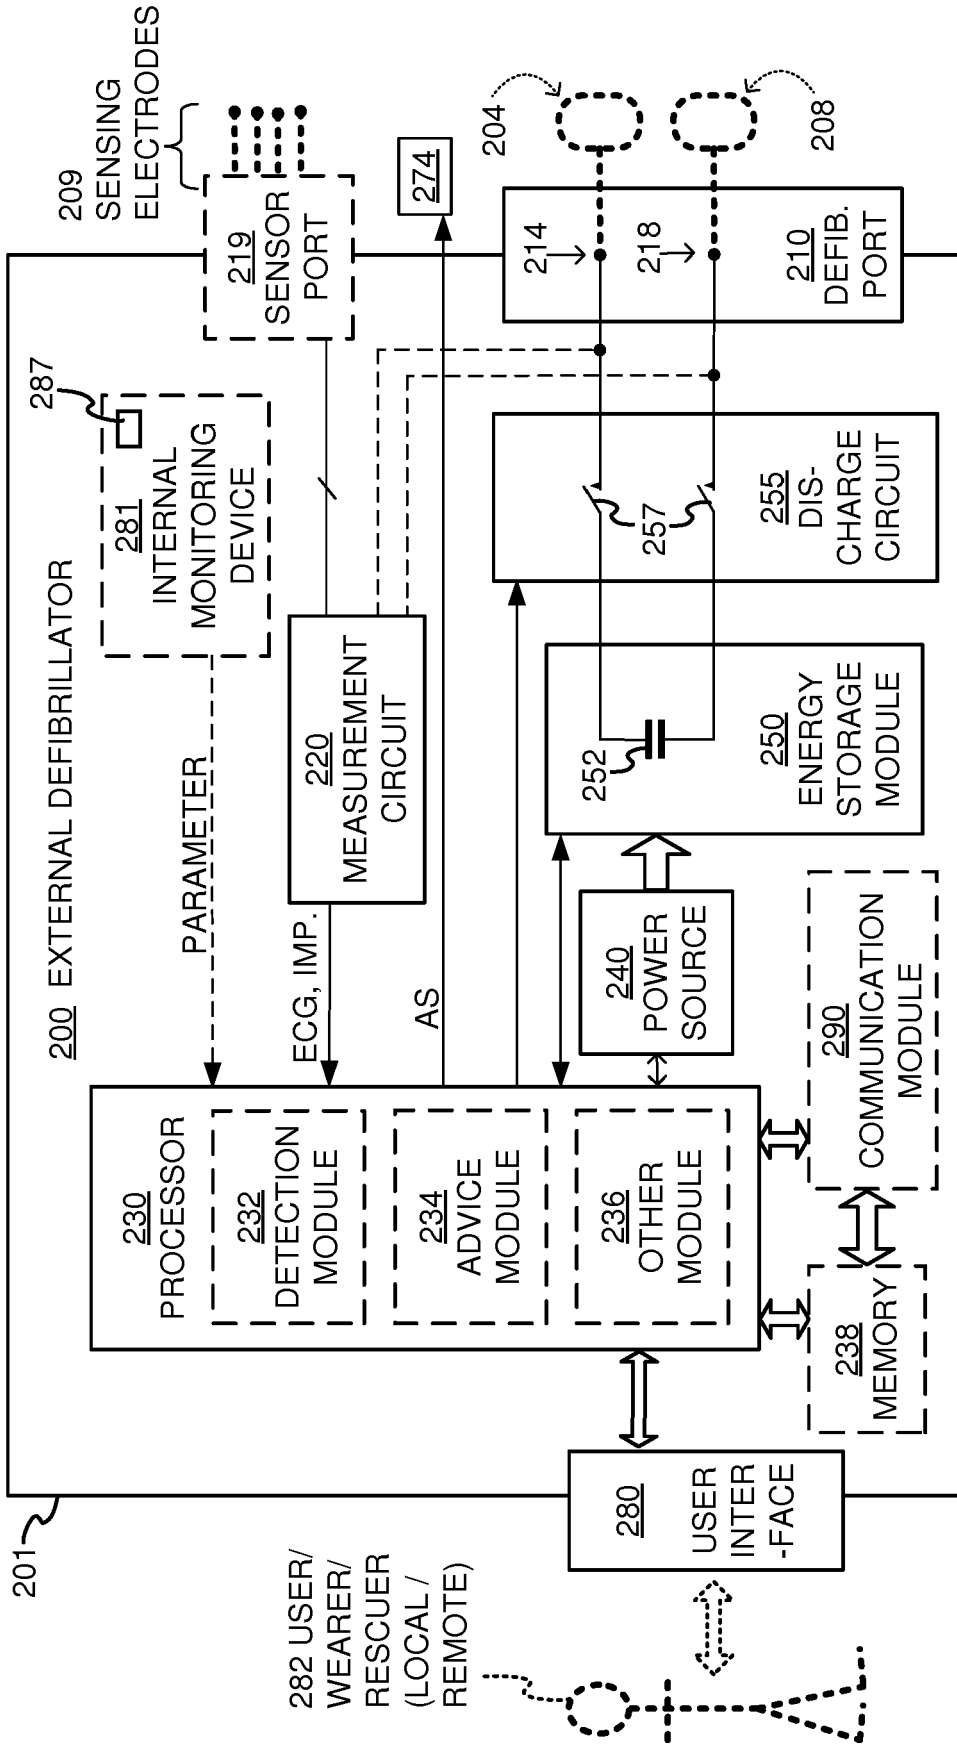 201
200 EXTERNAL DEFIBRILLATOR
282 USER/
WEARER/
RESCUER
(LOCAL /
REMOTE)
280
USER
INTER
-FACE
230
PROCESSOR
232
DETECTION
MODULE
234
ADVICE
MODULE
236
OTHER
MODULE
238
MEMORY
290
COMMUNICATION
MODULE
PARAMETER
ECG, IMP.
AS
240
POWER
SOURCE
281
INTERNAL
MONITORING
DEVICE
287
220
MEASUREMENT
CIRCUIT
252
250
ENERGY
STORAGE
MODULE
257
255 DIS-
CHARGE
CIRCUIT
209
SENSING
ELECTRODES
219
SENSOR
PORT
274
214
218
210
DEFIB.
PORT
204
208